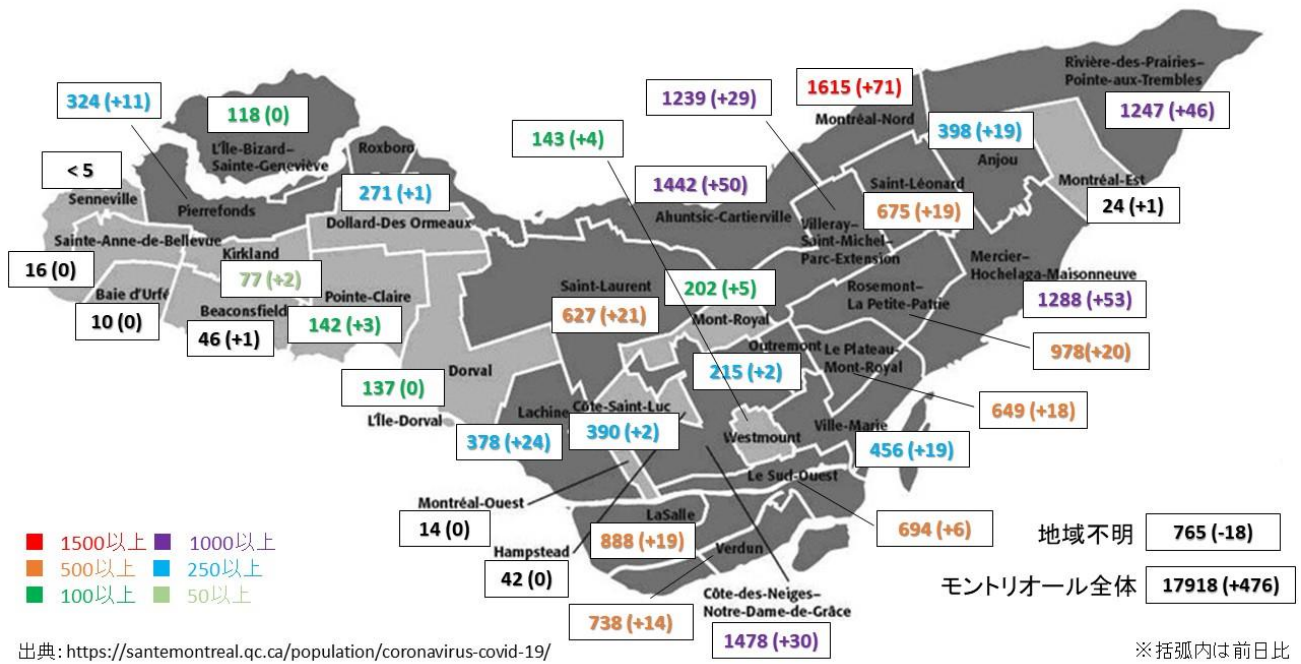 Rivière-des-Prairies–
Pointe-aux-Trembles
1247 (+46)
1615 (+71)
Montréal-Nord
1239 (+29)
324 (+11)
118 (0)
L'Île-Bizard–
Sainte-Geneviève
143 (+4)
398 (+19)
Anjou
Roxboro
< 5
Senneville
271 (+1)
1442 (+50)
Saint-Léonard
675 (+19)
Montréal-Est
24 (+1)
Pierrefonds
Dollard-Des Ormeaux
Ahuntsic-Cartierville
Villeray–
Saint-Michel–
Parc-Extension
Sainte-Anne-de-Bellevue
16 (0)
Kirkland
77 (+2)
Mercier–
Hochelaga-Maisonneuve
1288 (+53)
Baie d'Urfé
10 (0)
Beaconsfield
46 (+1)
Pointe-Claire
142 (+3)
Saint-Laurent
627 (+21)
202 (+5)
Mont-Royal
Rosemont–
La Petite-Patrie
978(+20)
Outremont
215 (+2)
Le Plateau-
Mont-Royal
649 (+18)
137 (0)
Dorval
L'Île-Dorval
Lachine
378 (+24)
Côte-Saint-Luc
390 (+2)
Westmount
Ville-Marie
456 (+19)
Le Sud-Ouest
694 (+6)
Montréal-Ouest
14 (0)
Hampstead
42 (0)
LaSalle
888 (+19)
Verdun
738 (+14)
Côte-des-Neiges–
Notre-Dame-de-Grâce
1478 (+30)
1500以上 1000以上
500以上 250以上
100以上 50以上
地域不明 765 (-18)
モントリオール全体 17918 (+476)
出典: https://santemontreal.qc.ca/population/coronavirus-covid-19/
※括弧内は前日比